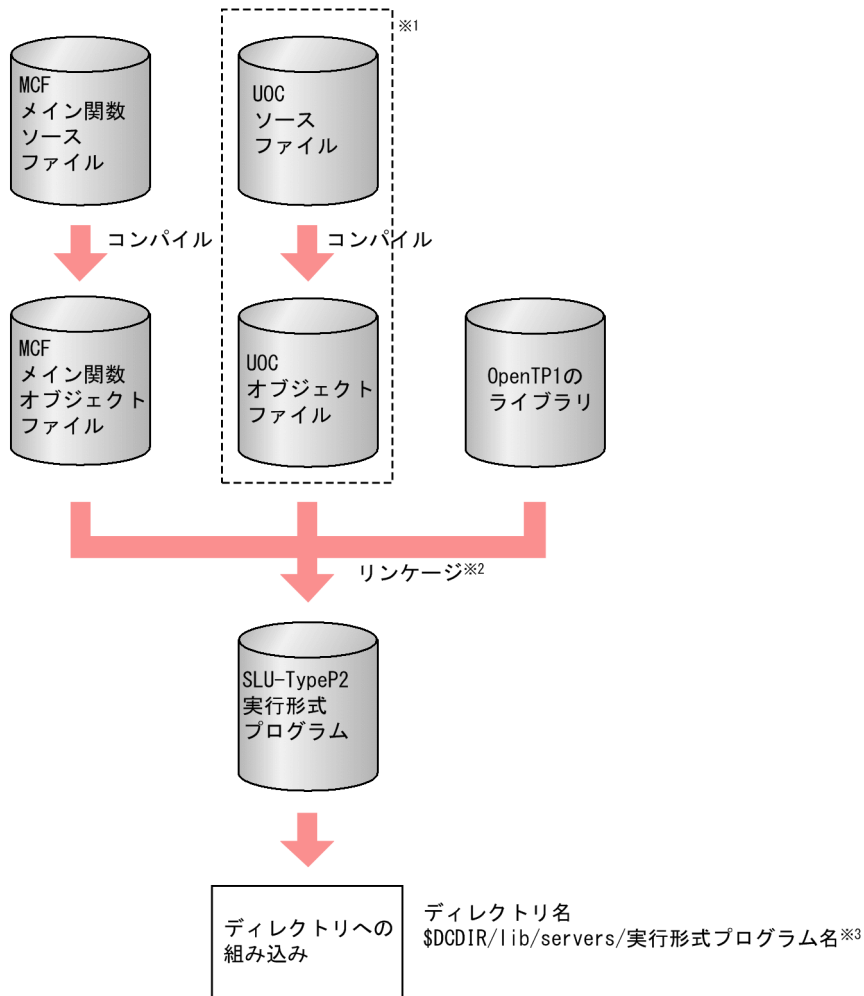 ※1
MCF
メイン関数
ソース
ファイル
UOC
ソース
ファイル
コンパイル
コンパイル
MCF
メイン関数
オブジェクト
ファイル
UOC
オブジェクト
ファイル
OpenTP1の
ライブラリ
リンケージ※2
SLU-TypeP2
実行形式
プログラム
ディレクトリへの
組み込み
ディレクトリ名
$DCDIR/lib/servers/実行形式プログラム名※3